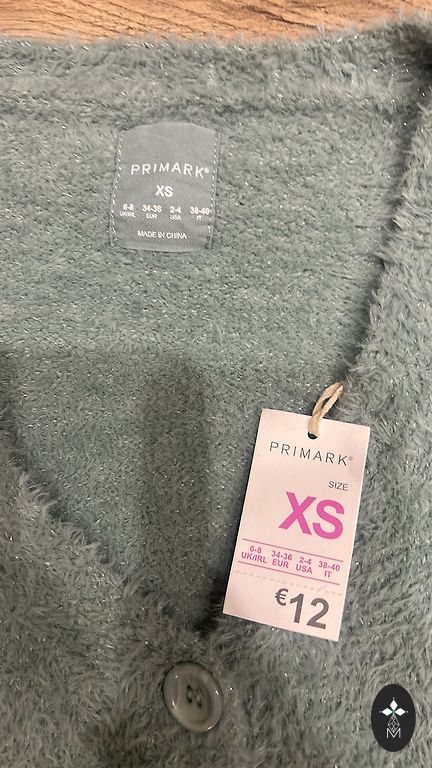 PRIMARK®
XS
6-8 34-36 2-4 38-40
UK/IRL EUR USA IT
MADE IN CHINA
PRIMARK®
SIZE
XS
6-8 34-36 2-4 38-40
UK/IRL EUR USA IT
€12
M